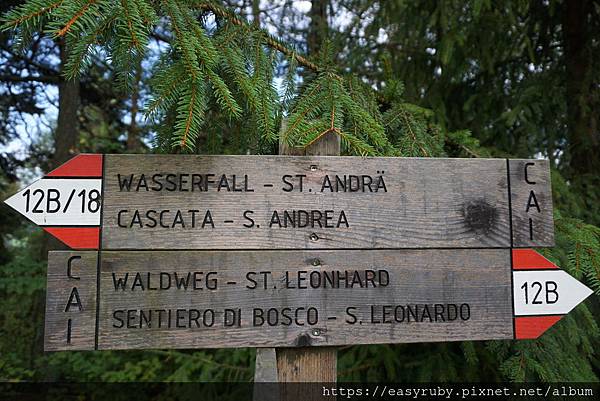 12B/18
WASSERFALL - ST. ANDRÄ
CASCATA - S. ANDREA
CAI
CAI
WALDWEG - ST. LEONHARD
SENTIERO DI BOSCO - S. LEONARDO
12B
https://easyruby.pixnet.net/album